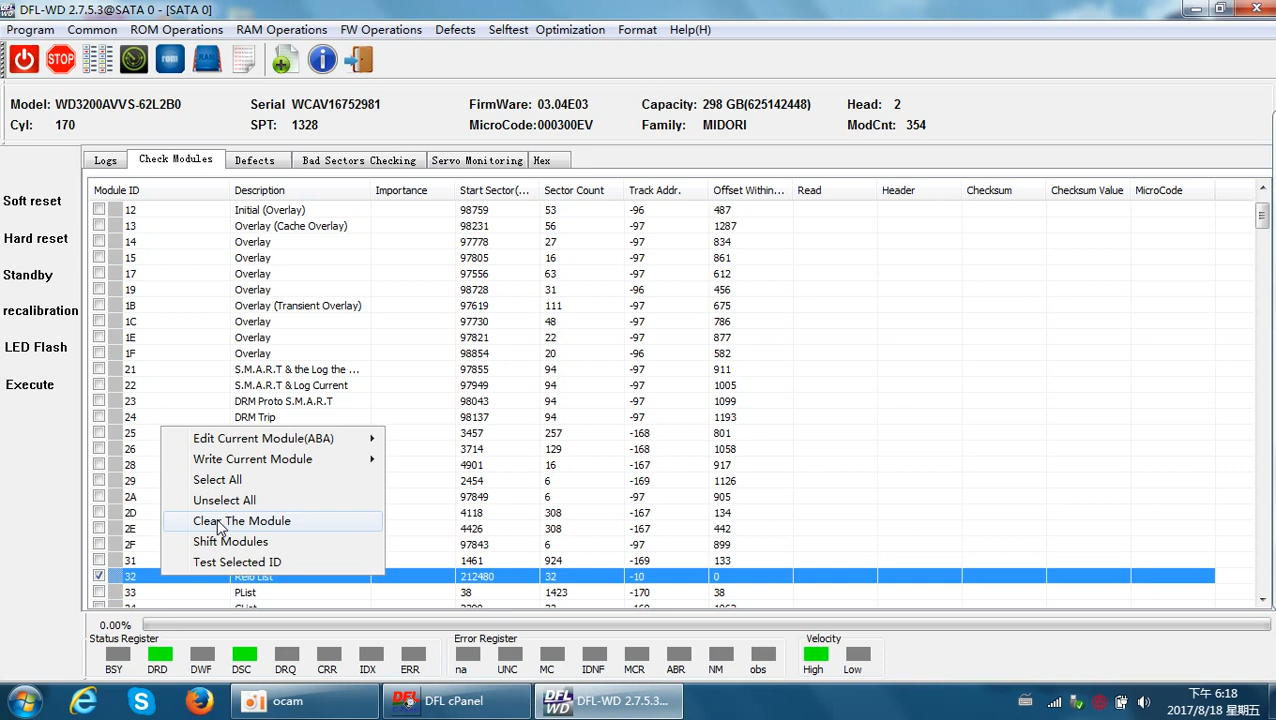 DFL-WD 2.7.5.3@SATA 0 - [SATA 0]
Program Common ROM Operations RAM Operations FW Operations Defects Selftest Optimization Format Help(H)
STOP rom RAM
Model: WD3200AVVS-62L2B0 Serial WCAV16752981 FirmWare: 03.04E03 Capacity: 298 GB(625142448) Head: 2
Cyl: 170 SPT: 1328 MicroCode:000300EV Family: MIDORI ModCnt: 354
Logs Check Modules Defects Bad Sectors Checking Servo Monitoring Hex
Module ID Description Importance Start Sector(... Sector Count Track Addr. Offset Within... Read Header Checksum Checksum Value MicroCode
12 Initial (Overlay) 98759 53 -96 487
13 Overlay (Cache Overlay) 98231 56 -97 1287
14 Overlay 97778 27 -97 834
15 Overlay 97805 16 -97 861
17 Overlay 97556 63 -97 612
19 Overlay 98728 31 -96 456
1B Overlay (Transient Overlay) 97619 111 -97 675
1C Overlay 97730 48 -97 786
1E Overlay 97821 22 -97 877
1F Overlay 98854 20 -96 582
21 S.M.A.R.T & the Log the ... 97855 94 -97 911
22 S.M.A.R.T & Log Current 97949 94 -97 1005
23 DRM Proto S.M.A.R.T 98043 94 -97 1099
24 DRM Trip 98137 94 -97 1193
25 3457 257 -168 801
26 3714 129 -168 1058
28 4901 16 -167 917
29 2454 6 -169 1126
2A 97849 6 -97 905
2D 4118 308 -167 134
2E 4426 308 -167 442
2F 97843 6 -97 899
31 1461 924 -169 133
32 Relo List 212480 32 -10 0
33 PList 38 1423 -170 38
Soft reset
Hard reset
Standby
recalibration
LED Flash
Execute
Edit Current Module(ABA)
Write Current Module
Select All
Unselect All
Clear The Module
Shift Modules
Test Selected ID
0.00%
Status Register Error Register Velocity
BSY DRD DWF DSC DRQ CRR IDX ERR na UNC MC IDNF MCR ABR NM obs High Low
ocam DFL DFL cPanel DFL WD DFL-WD 2.7.5.3...
下午 6:18
2017/8/18 星期五